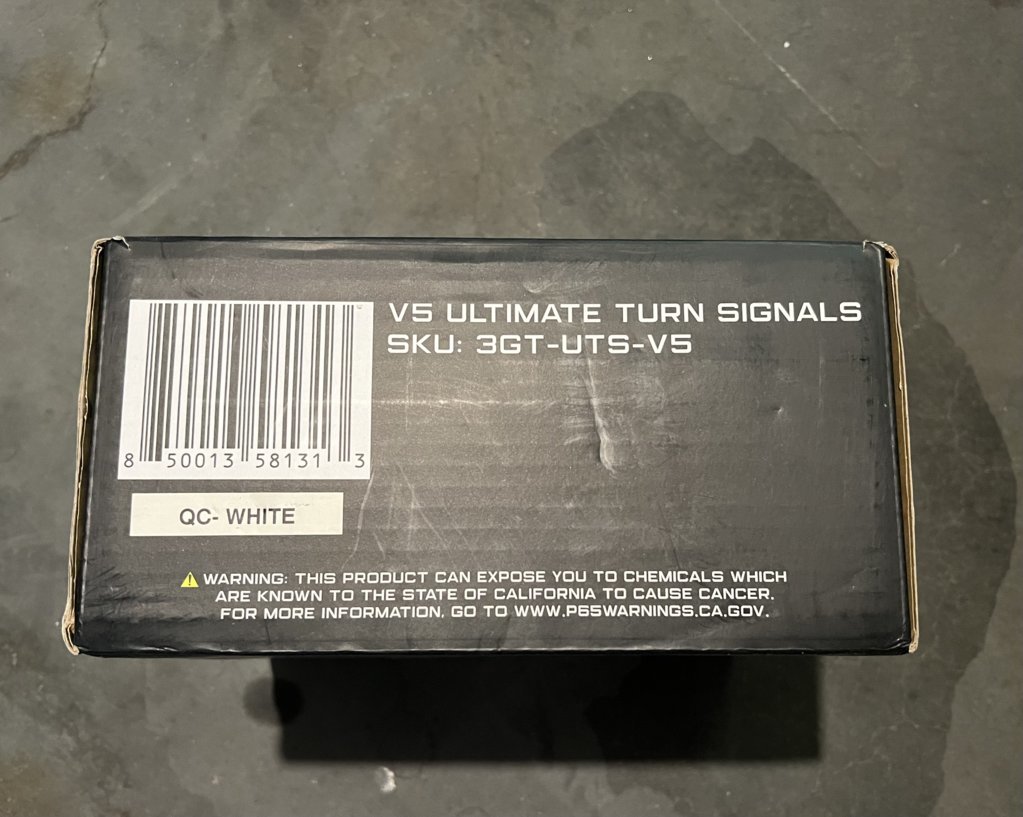 V5 ULTIMATE TURN SIGNALS
SKU: 3GT-UTS-V5
8 50013 58131 3
QC- WHITE
WARNING: THIS PRODUCT CAN EXPOSE YOU TO CHEMICALS WHICH
ARE KNOWN TO THE STATE OF CALIFORNIA TO CAUSE CANCER.
FOR MORE INFORMATION, GO TO WWW.P65WARNINGS.CA.GOV.